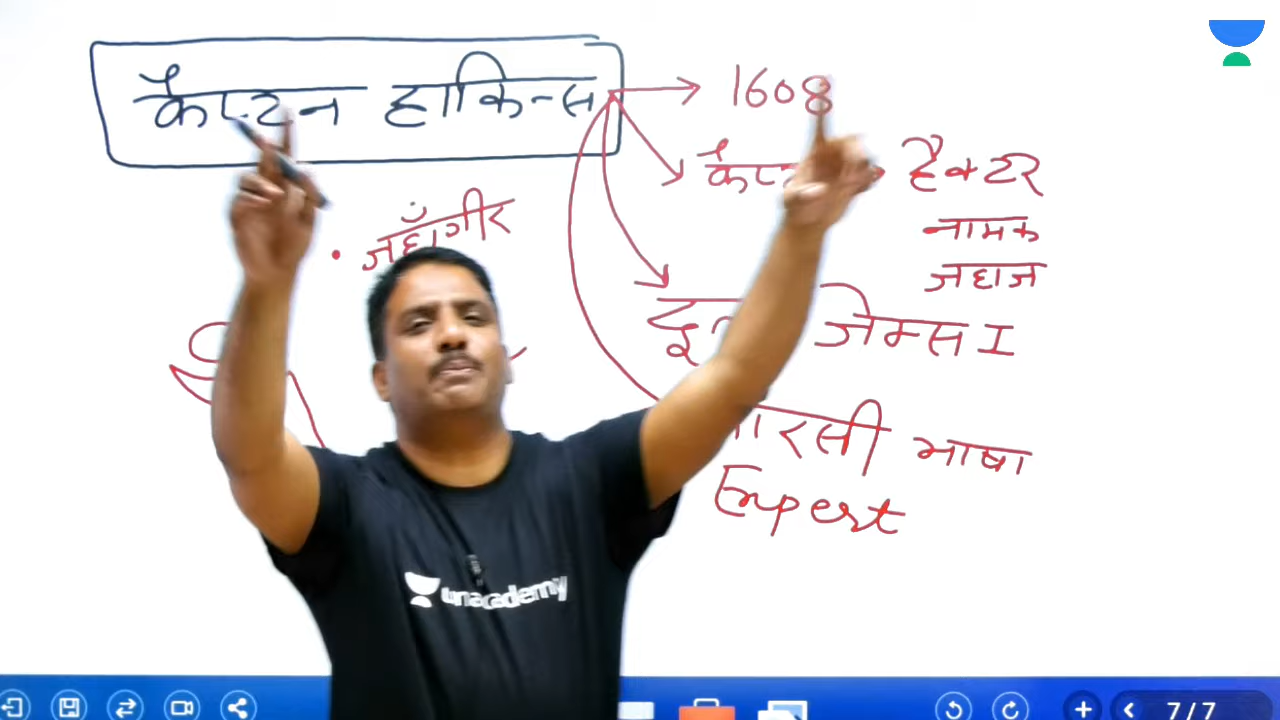 कैप्टन हाकिन्स
1608
हैक्टर
नामक
जहाज
जहाँगीर
जेम्स I
भाषा
Expert
unacademy
7/7